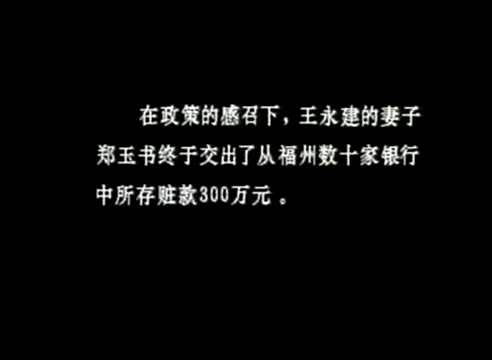 在政策的感召下，王永建的妻子
郑玉书终于交出了从福州数十家银行
中所存赃款300万元。